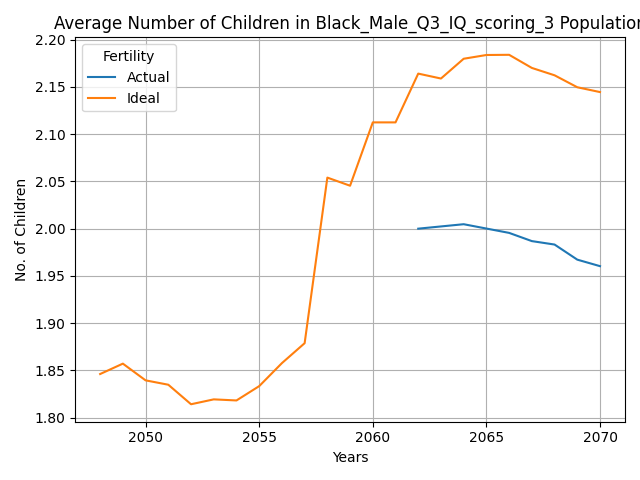 Average Number of Children in Black_Male_Q3_IQ_scoring_3 Population
Fertility
Actual
Ideal
2.20
2.15
2.10
2.05
2.00
1.95
1.90
1.85
1.80
No. of Children
2050
2055
2060
2065
2070
Years